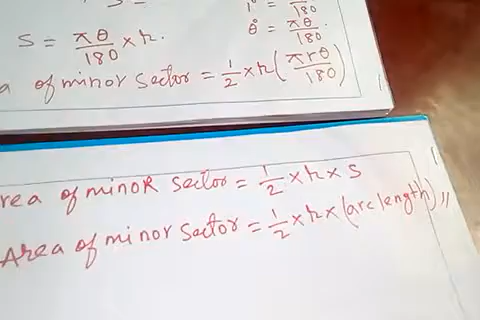 1° = π/180
S = πθ/180 × r.
θ° = πθ/180.
of minor sector = 1/2 × r (πrθ/180)
rea of minor sector = 1/2 × r × S
Area of minor Sector = 1/2 × r × (arc length) //